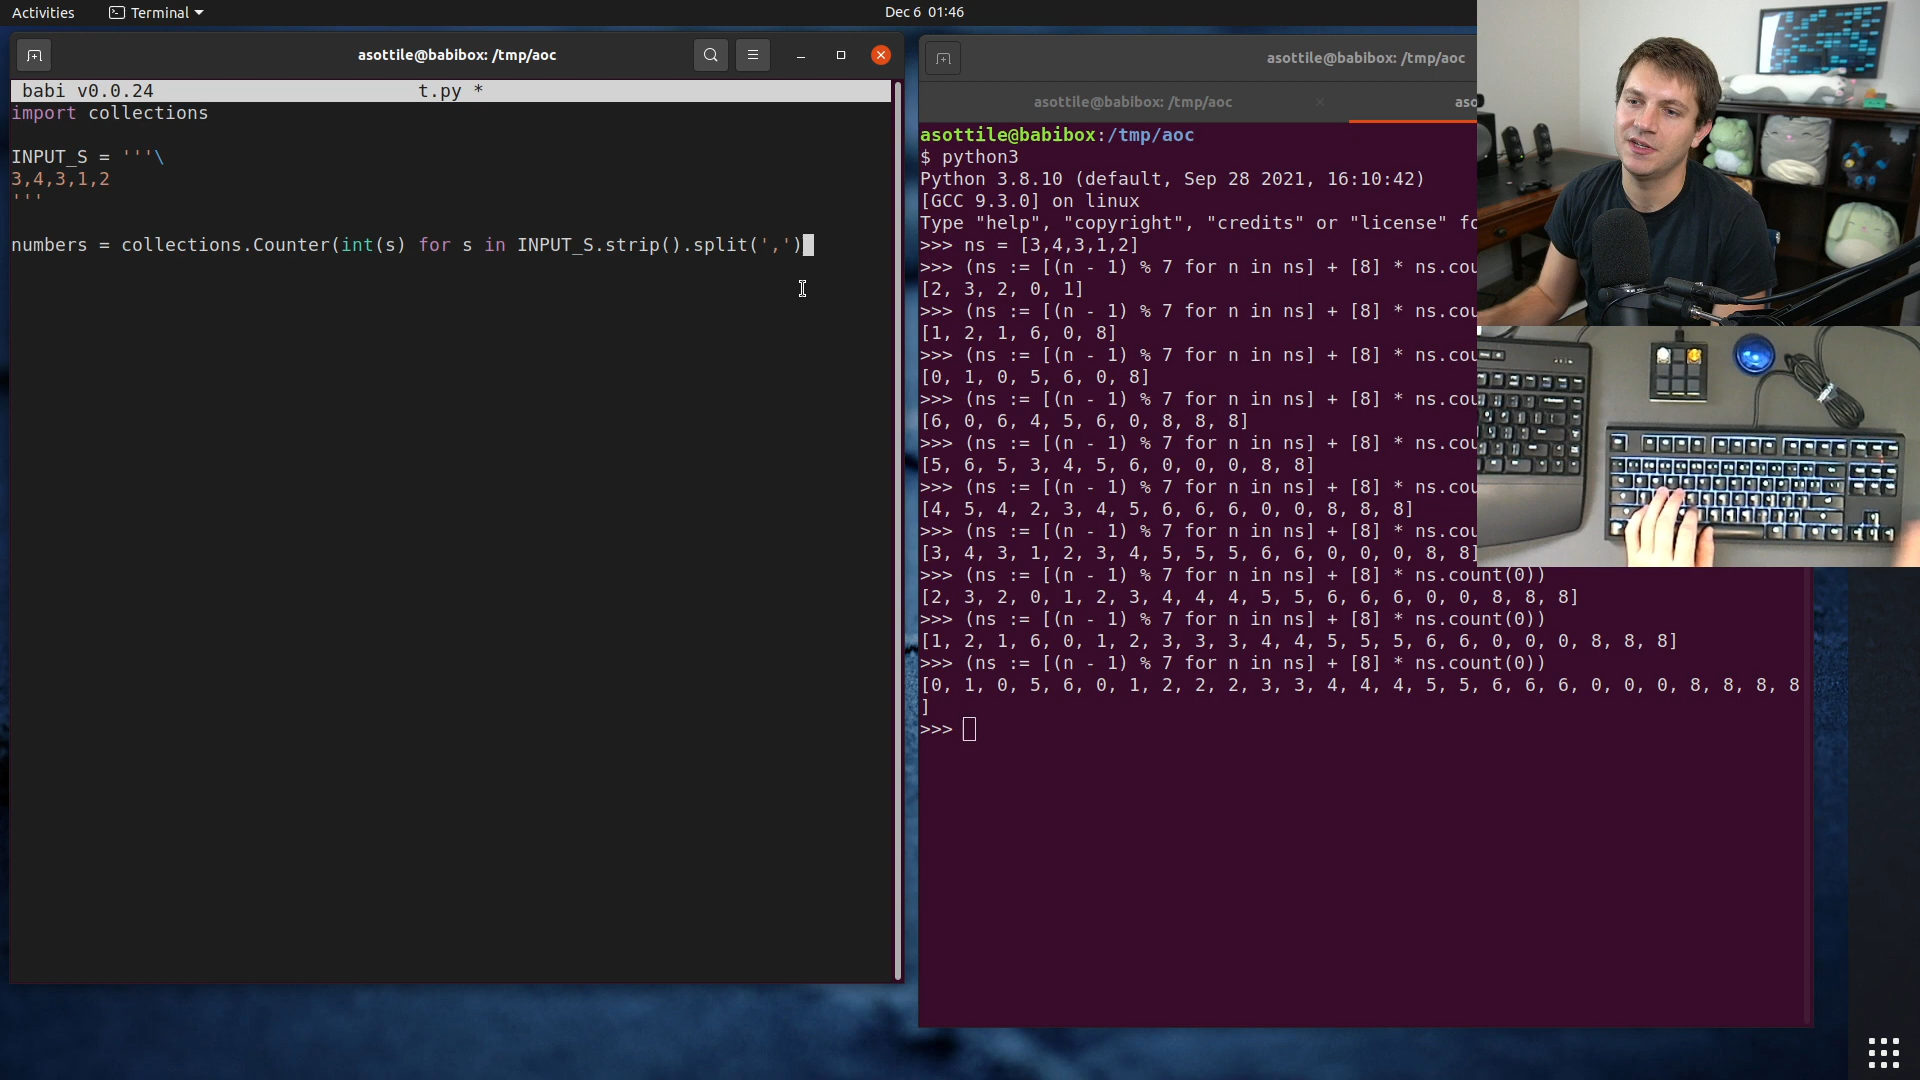 Activities
Terminal
Dec 6 01:46
asottile@babibox: /tmp/aoc
babi v0.0.24 t.py *
import collections
INPUT_S = '''\
3,4,3,1,2
'''
numbers = collections.Counter(int(s) for s in INPUT_S.strip().split(',')
asottile@babibox: /tmp/aoc
asottile@babibox: /tmp/aoc
aso
asottile@babibox:/tmp/aoc
$ python3
Python 3.8.10 (default, Sep 28 2021, 16:10:42)
[GCC 9.3.0] on linux
Type "help", "copyright", "credits" or "license" fo
>>> ns = [3,4,3,1,2]
>>> (ns := [(n - 1) % 7 for n in ns] + [8] * ns.cou
[2, 3, 2, 0, 1]
>>> (ns := [(n - 1) % 7 for n in ns] + [8] * ns.cou
[1, 2, 1, 6, 0, 8]
>>> (ns := [(n - 1) % 7 for n in ns] + [8] * ns.cou
[0, 1, 0, 5, 6, 0, 8]
>>> (ns := [(n - 1) % 7 for n in ns] + [8] * ns.cou
[6, 0, 6, 4, 5, 6, 0, 8, 8, 8]
>>> (ns := [(n - 1) % 7 for n in ns] + [8] * ns.cou
[5, 6, 5, 3, 4, 5, 6, 0, 0, 0, 8, 8]
>>> (ns := [(n - 1) % 7 for n in ns] + [8] * ns.cou
[4, 5, 4, 2, 3, 4, 5, 6, 6, 6, 0, 0, 8, 8, 8]
>>> (ns := [(n - 1) % 7 for n in ns] + [8] * ns.cou
[3, 4, 3, 1, 2, 3, 4, 5, 5, 5, 6, 6, 0, 0, 0, 8, 8]
>>> (ns := [(n - 1) % 7 for n in ns] + [8] * ns.count(0))
[2, 3, 2, 0, 1, 2, 3, 4, 4, 4, 5, 5, 6, 6, 6, 0, 0, 8, 8, 8]
>>> (ns := [(n - 1) % 7 for n in ns] + [8] * ns.count(0))
[1, 2, 1, 6, 0, 1, 2, 3, 3, 3, 4, 4, 5, 5, 5, 6, 6, 0, 0, 0, 8, 8, 8]
>>> (ns := [(n - 1) % 7 for n in ns] + [8] * ns.count(0))
[0, 1, 0, 5, 6, 0, 1, 2, 2, 2, 3, 3, 4, 4, 4, 5, 5, 6, 6, 6, 0, 0, 0, 8, 8, 8, 8
]
>>>